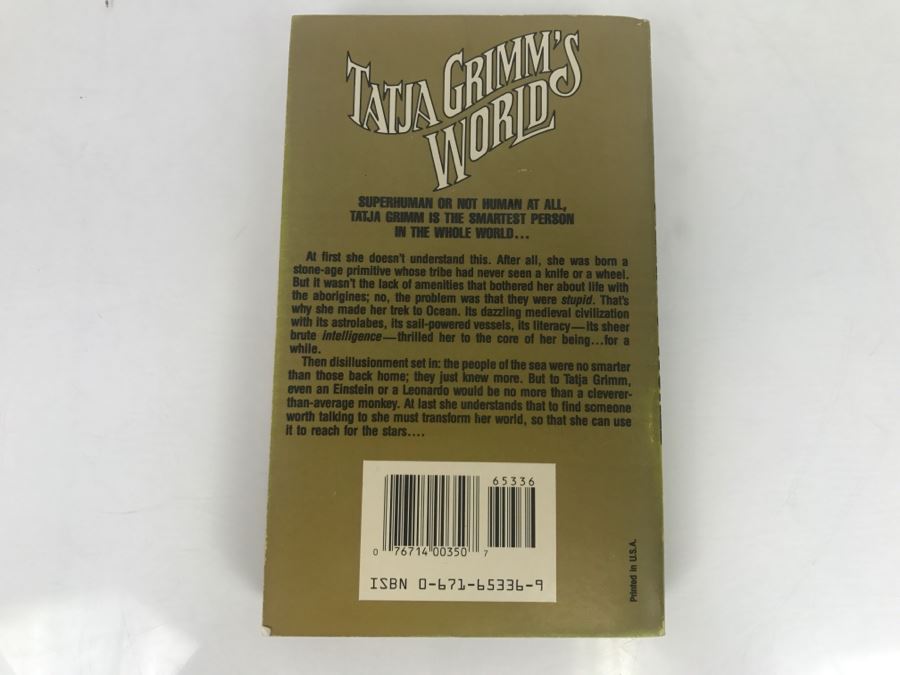 TATJA GRIMM'S
WORLD
SUPERHUMAN OR NOT HUMAN AT ALL,
TATJA GRIMM IS THE SMARTEST PERSON
IN THE WHOLE WORLD...
At first she doesn't understand this. After all, she was born a
stone-age primitive whose tribe had never seen a knife or a wheel.
But it wasn't the lack of amenities that bothered her about life with
the aborigines; no, the problem was that they were stupid. That's
why she made her trek to Ocean. Its dazzling medieval civilization
with its astrolabes, its sail-powered vessels, its literacy—its sheer
brute intelligence—thrilled her to the core of her being...for a
while.
Then disillusionment set in: the people of the sea were no smarter
than those back home; they just knew more. But to Tatja Grimm,
even an Einstein or a Leonardo would be no more than a cleverer-
than-average monkey. At last she understands that to find someone
worth talking to she must transform her world, so that she can use
it to reach for the stars....
65336
0 76714 00350 7
ISBN 0-671-65336-9
Printed in U.S.A.